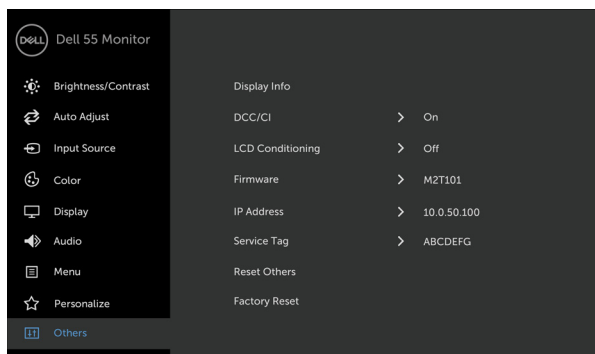 DELL Dell 55 Monitor
Brightness/Contrast
Auto Adjust
Input Source
Color
Display
Audio
Menu
Personalize
Others
Display Info
DCC/CI > On
LCD Conditioning > Off
Firmware > M2T101
IP Address > 10.0.50.100
Service Tag > ABCDEFG
Reset Others
Factory Reset